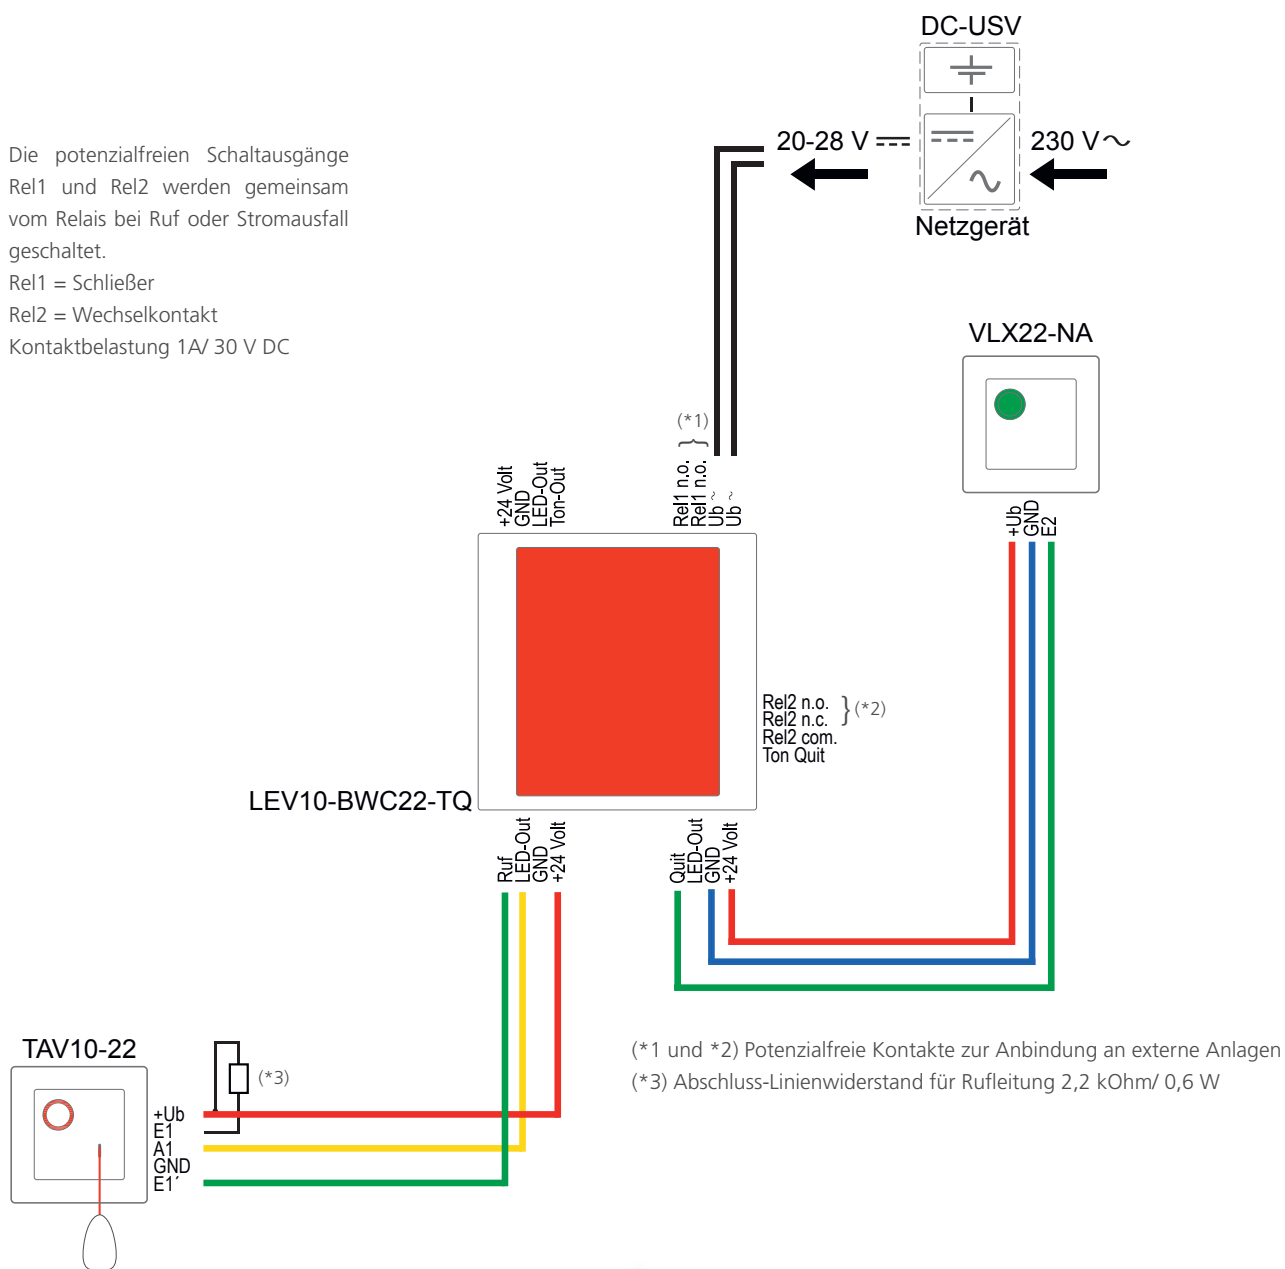 DC-USV
20-28 V
230 V
Netzgerät
Die potenzialfreien Schaltausgänge
Rel1 und Rel2 werden gemeinsam
vom Relais bei Ruf oder Stromausfall
geschaltet.
Rel1 = Schließer
Rel2 = Wechselkontakt
Kontaktbelastung 1A/ 30 V DC
VLX22-NA
+Ub
GND
E2
(*1)
+24 Volt
GND
LED-Out
Ton-Out
Rel1 n.o.
Rel1 n.o.
Ub ~
Ub ~
Rel2 n.o.
Rel2 n.c.
(*2)
Rel2 com.
Ton Quit
LEV10-BWC22-TQ
Ruf
LED-Out
GND
+24 Volt
Quit
LED-Out
GND
+24 Volt
TAV10-22
(*3)
+Ub
E1
A1
GND
E1´
(*1 und *2) Potenzialfreie Kontakte zur Anbindung an externe Anlagen
(*3) Abschluss-Linienwiderstand für Rufleitung 2,2 kOhm/ 0,6 W